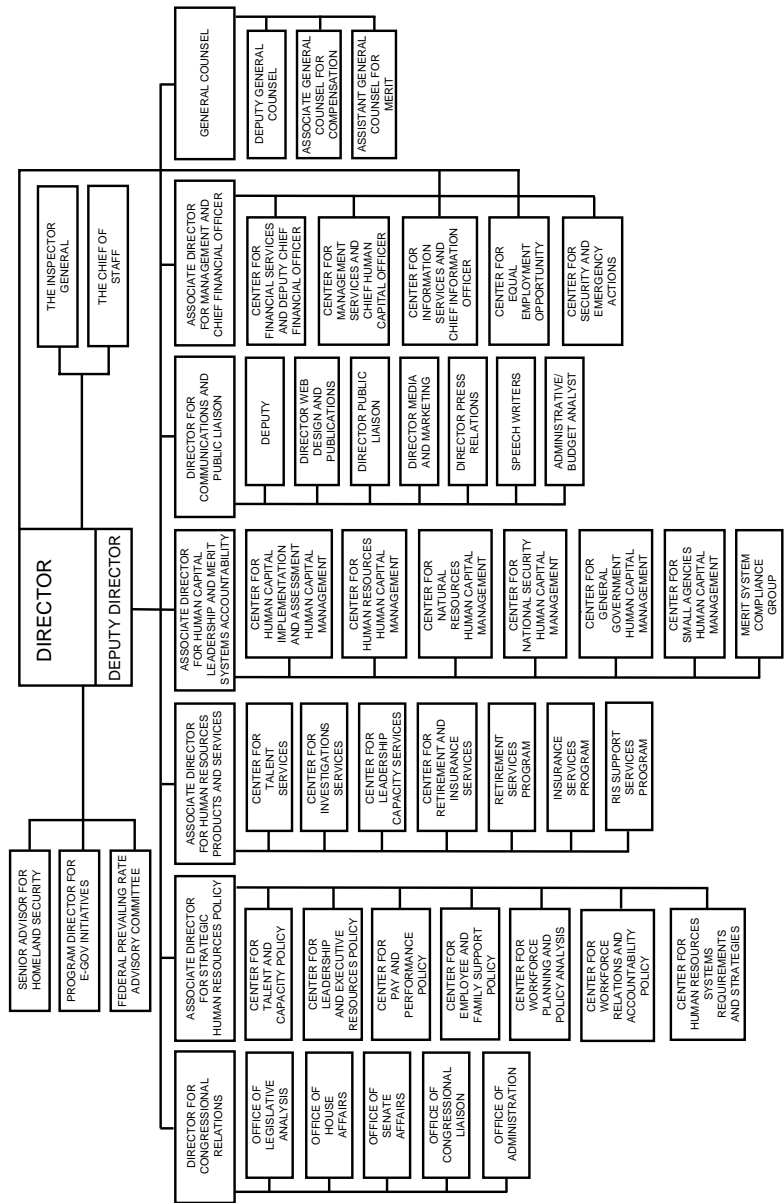 DIRECTOR
DEPUTY DIRECTOR
SENIOR ADVISOR FOR
HOMELAND SECURITY
PROGRAM DIRECTOR FOR
E-GOV INITIATIVES
FEDERAL PREVAILING RATE
ADVISORY COMMITTEE
THE INSPECTOR
GENERAL
THE CHIEF OF
STAFF
DIRECTOR FOR
CONGRESSIONAL
RELATIONS
OFFICE OF
LEGISLATIVE
ANALYSIS
OFFICE OF
HOUSE
AFFAIRS
OFFICE OF
SENATE
AFFAIRS
OFFICE OF
CONGRESSIONAL
LIAISON
OFFICE OF
ADMINISTRATION
ASSOCIATE DIRECTOR
FOR STRATEGIC
HUMAN RESOURCES POLICY
CENTER FOR
TALENT AND
CAPACITY POLICY
CENTER FOR
LEADERSHIP
AND EXECUTIVE
RESOURCES POLICY
CENTER FOR
PAY AND
PERFORMANCE
POLICY
CENTER FOR
EMPLOYEE AND
FAMILY SUPPORT
POLICY
CENTER FOR
WORKFORCE
PLANNING AND
POLICY ANALYSIS
CENTER FOR
WORKFORCE
RELATIONS AND
ACCOUNTABILITY
POLICY
CENTER FOR
HUMAN RESOURCES
SYSTEMS
REQUIREMENTS
AND STRATEGIES
ASSOCIATE DIRECTOR
FOR HUMAN RESOURCES
PRODUCTS AND SERVICES
CENTER FOR
TALENT
SERVICES
CENTER FOR
INVESTIGATIONS
SERVICES
CENTER FOR
LEADERSHIP
CAPACITY SERVICES
CENTER FOR
RETIREMENT AND
INSURANCE
SERVICES
RETIREMENT
SERVICES
PROGRAM
INSURANCE
SERVICES
PROGRAM
RIS SUPPORT
SERVICES
PROGRAM
ASSOCIATE DIRECTOR
FOR HUMAN CAPITAL
LEADERSHIP AND MERIT
SYSTEMS ACCOUNTABILITY
CENTER FOR
HUMAN CAPITAL
IMPLEMENTATION
AND ASSESSMENT
HUMAN CAPITAL
MANAGEMENT
CENTER FOR
HUMAN RESOURCES
HUMAN CAPITAL
MANAGEMENT
CENTER FOR
NATURAL
RESOURCES
HUMAN CAPITAL
MANAGEMENT
CENTER FOR
NATIONAL SECURITY
HUMAN CAPITAL
MANAGEMENT
CENTER FOR
GENERAL
GOVERNMENT
HUMAN CAPITAL
MANAGEMENT
CENTER FOR
SMALL AGENCIES
HUMAN CAPITAL
MANAGEMENT
MERIT SYSTEM
COMPLIANCE
GROUP
DIRECTOR FOR
COMMUNICATIONS AND
PUBLIC LIAISON
DEPUTY
DIRECTOR WEB
DESIGN AND
PUBLICATIONS
DIRECTOR PUBLIC
LIAISON
DIRECTOR MEDIA
AND MARKETING
DIRECTOR PRESS
RELATIONS
SPEECH WRITERS
ADMINISTRATIVE/
BUDGET ANALYST
ASSOCIATE DIRECTOR
FOR MANAGEMENT AND
CHIEF FINANCIAL OFFICER
CENTER FOR
FINANCIAL SERVICES
AND DEPUTY CHIEF
FINANCIAL OFFICER
CENTER FOR
MANAGEMENT
SERVICES AND
CHIEF HUMAN
CAPITAL OFFICER
CENTER FOR
INFORMATION
SERVICES AND
CHIEF INFORMATION
OFFICER
CENTER FOR
EQUAL
EMPLOYMENT
OPPORTUNITY
CENTER FOR
SECURITY AND
EMERGENCY
ACTIONS
GENERAL COUNSEL
DEPUTY GENERAL
COUNSEL
ASSOCIATE GENERAL
COUNSEL FOR
COMPENSATION
ASSISTANT GENERAL
COUNSEL FOR
MERIT